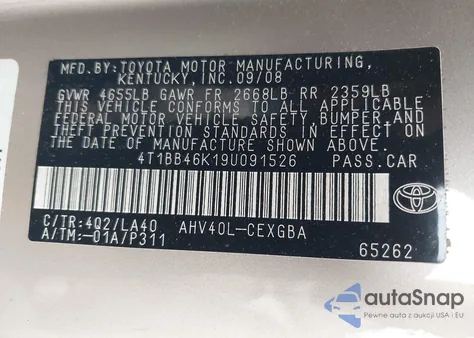 MFD.BY: TOYOTA MOTOR MANUFACTURING,
KENTUCKY, INC. 09/08
GVWR 4655LB GAWR FR 2668LB RR 2359LB
THIS VEHICLE CONFORMS TO ALL APPLICABLE
FEDERAL MOTOR VEHICLE SAFETY, BUMPER, AND
THEFT PREVENTION STANDARDS IN EFFECT ON
THE DATE OF MANUFACTURE SHOWN ABOVE.
4T1BB46K19U091526 PASS.CAR
C/TR:4Q2/LA40 AHV40L-CEXGBA
A/TM:-01A/P311
TOYOTA
65262
autoSnap
Pewne auta z aukcji USA i EU